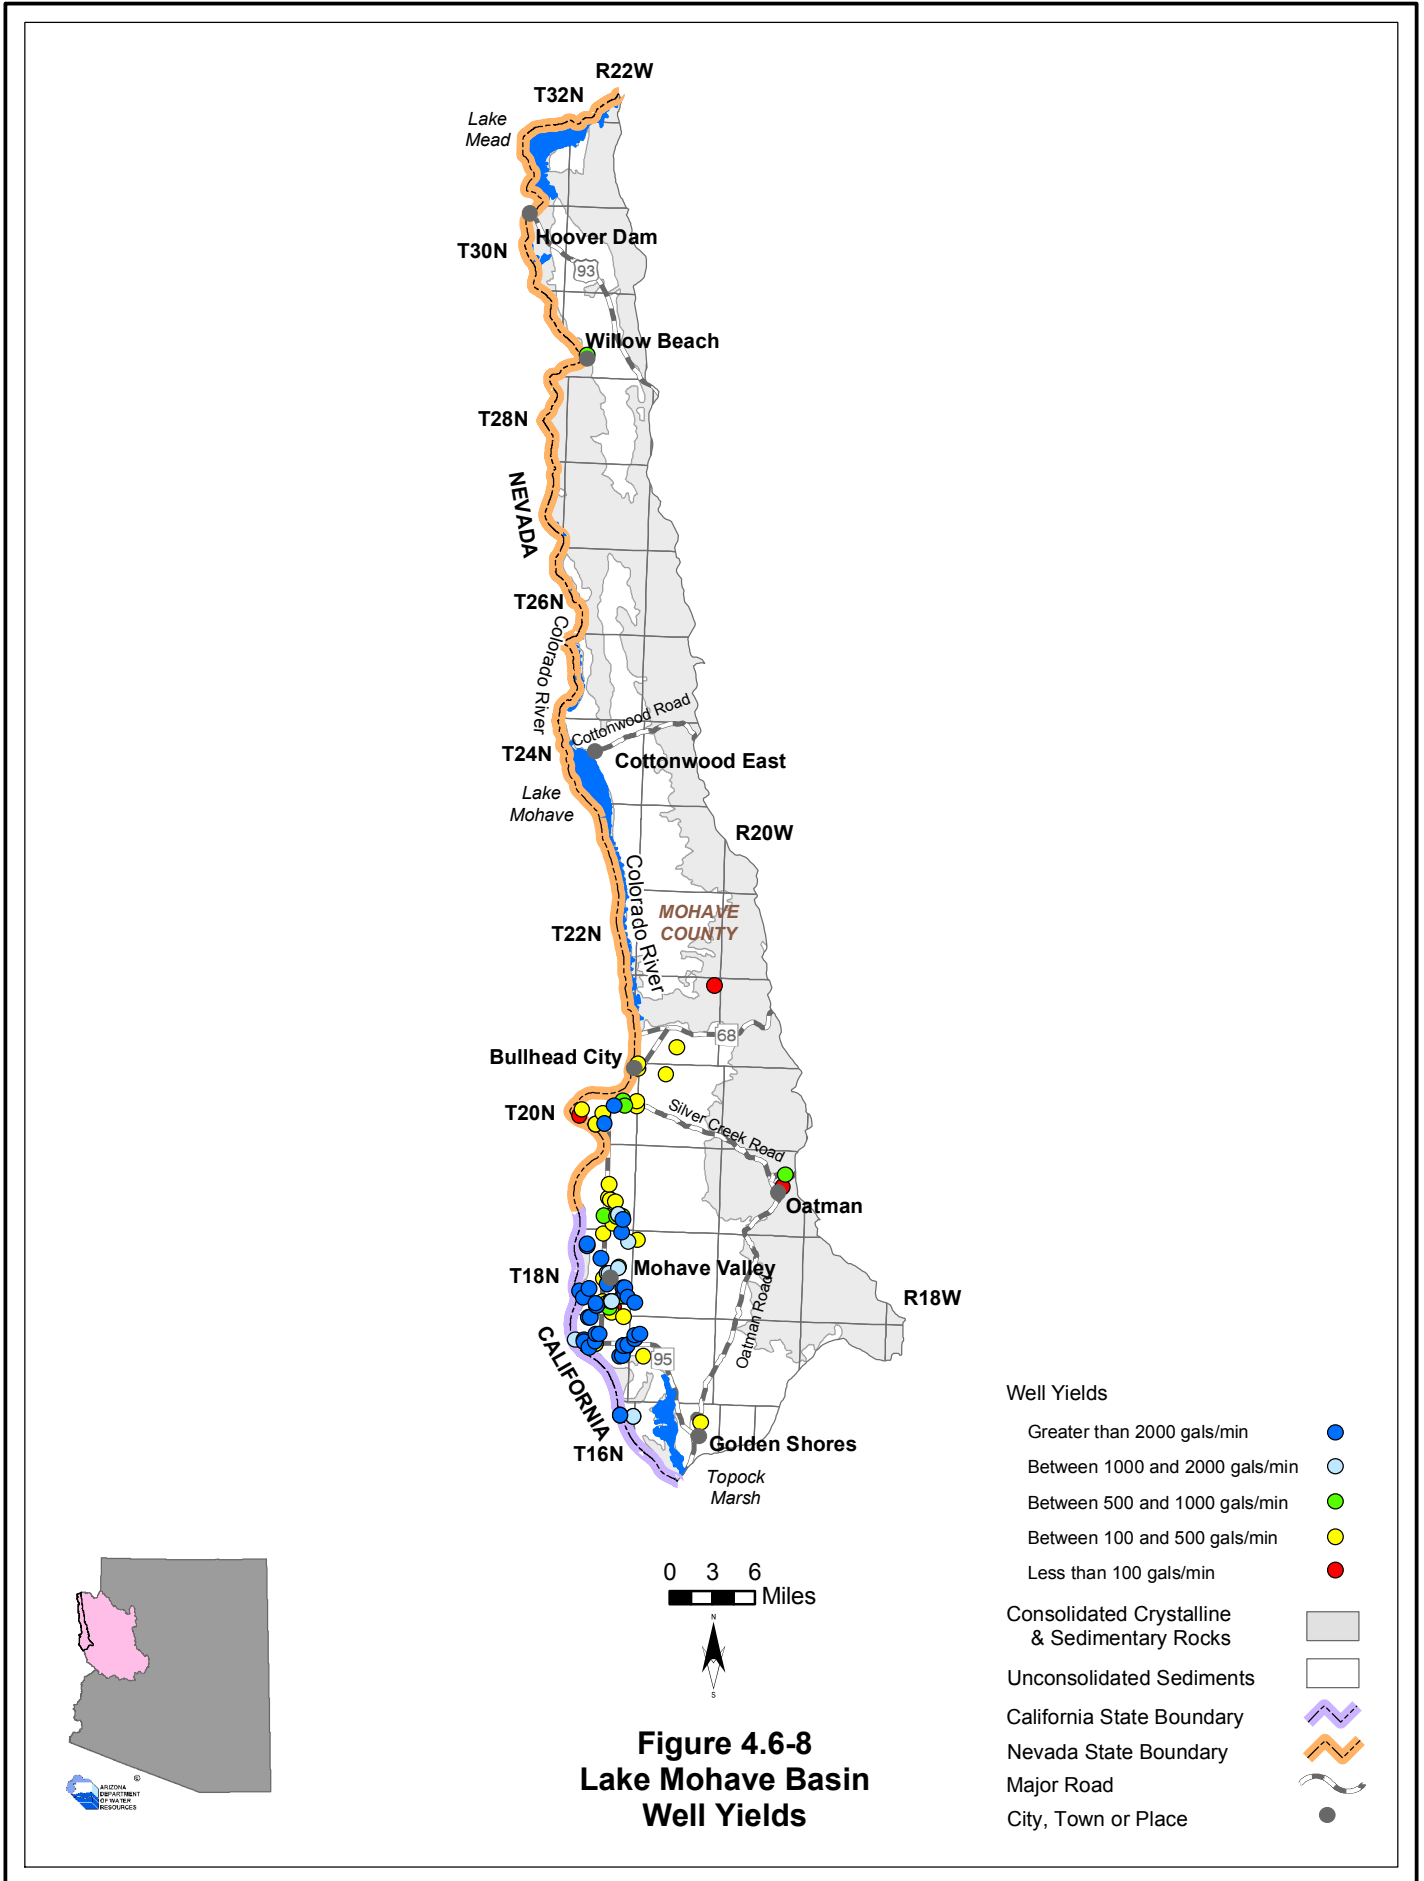 R22W
T32N
Lake
Mead
Hoover Dam
T30N
93
Willow Beach
T28N
NEVADA
T26N
Colorado River
Cottonwood Road
T24N
Cottonwood East
Lake
Mohave
R20W
Colorado River
MOHAVE
COUNTY
T22N
68
Bullhead City
T20N
Silver Creek Road
Oatman
Mohave Valley
T18N
R18W
Oatman Road
CALIFORNIA
95
T16N
Golden Shores
Topock
Marsh
Well Yields
Greater than 2000 gals/min
Between 1000 and 2000 gals/min
Between 500 and 1000 gals/min
Between 100 and 500 gals/min
Less than 100 gals/min
Consolidated Crystalline
& Sedimentary Rocks
Unconsolidated Sediments
California State Boundary
Nevada State Boundary
Major Road
City, Town or Place
0 3 6
Miles
N
S
Figure 4.6-8
Lake Mohave Basin
Well Yields
©
ARIZONA
DEPARTMENT
OF WATER
RESOURCES